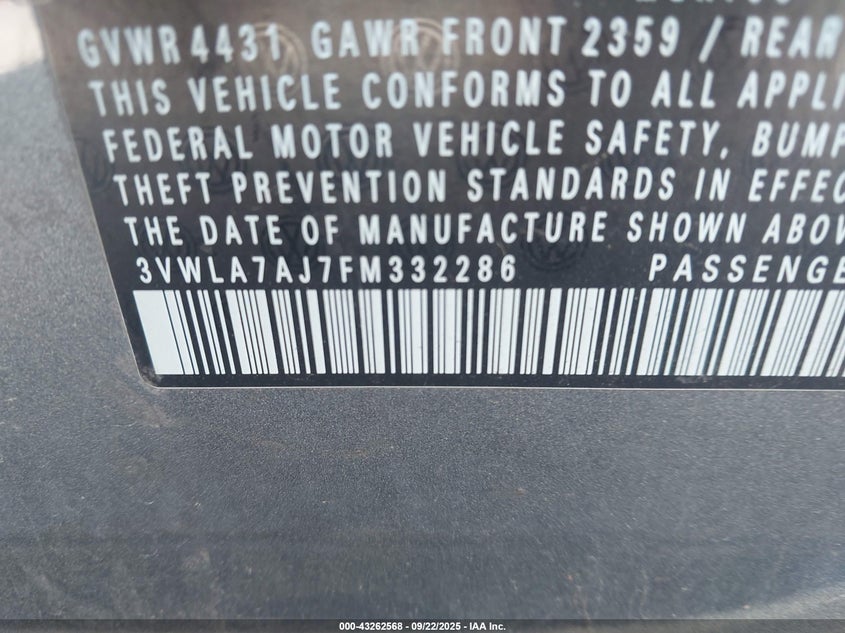 GVWR 4431 GAWR FRONT 2359 / REAR
THIS VEHICLE CONFORMS TO ALL APPLI
FEDERAL MOTOR VEHICLE SAFETY, BUMP
THEFT PREVENTION STANDARDS IN EFFEC
THE DATE OF MANUFACTURE SHOWN ABOV
3VWLA7AJ7FM332286 PASSENGE
000-43262568 - 09/22/2025 - IAA Inc.